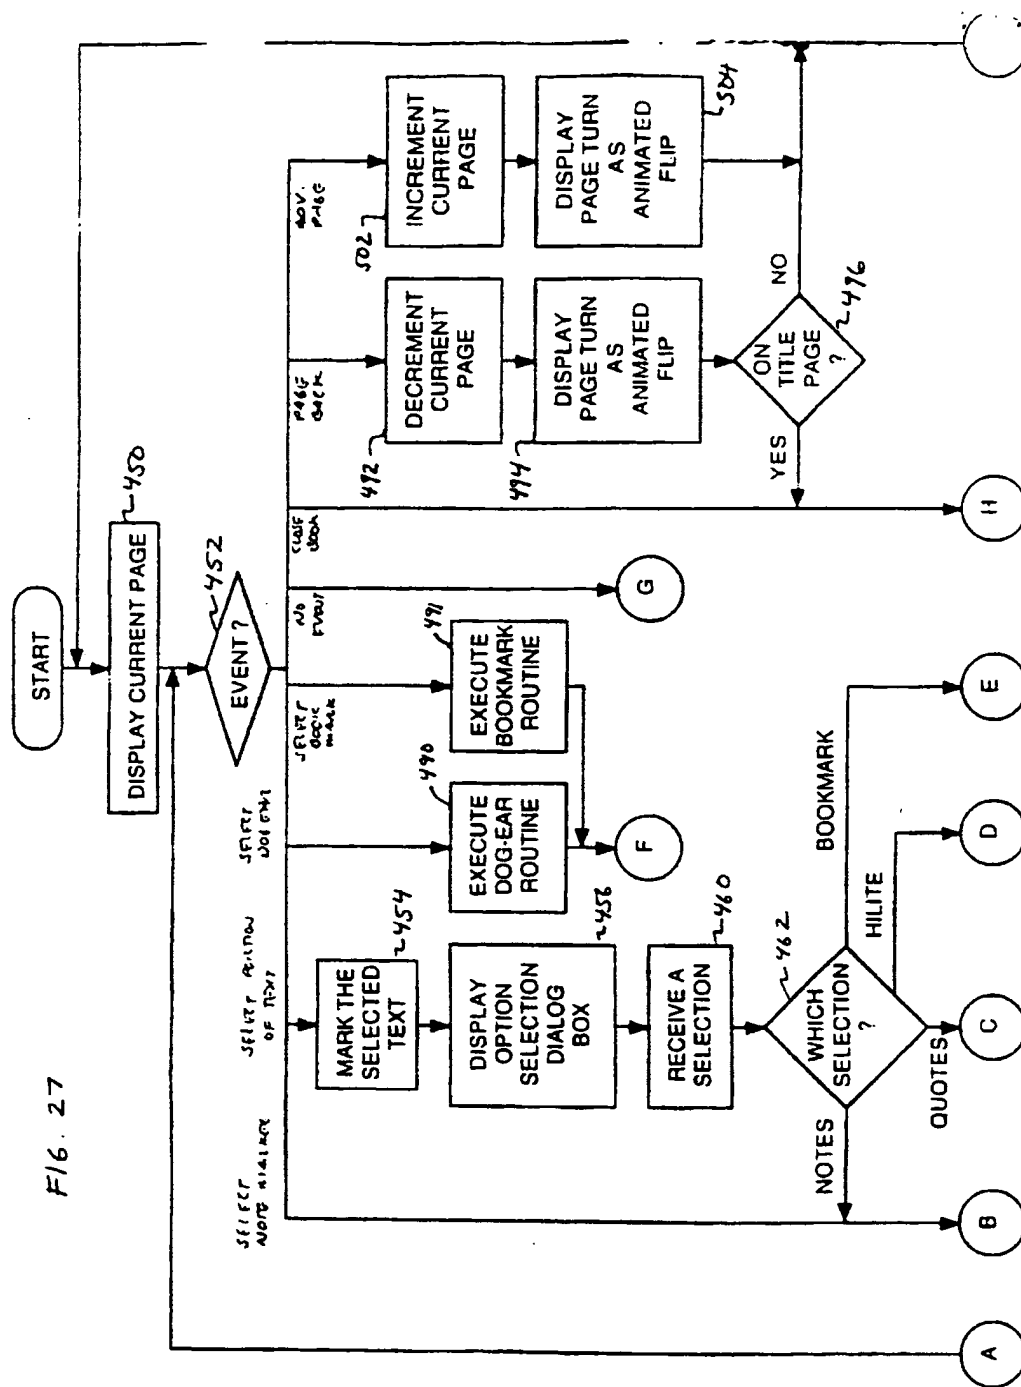 FIG. 27
START
DISPLAY CURRENT PAGE
450
EVENT?
452
SELECT
NOTE MARKER
SELECT PORTION
OF TEXT
SELECT
DOG EAR
SELECT
BOOK
MARK
NO
EVENT
CLOSE
BOOK
PAGE
BACK
ADV.
PAGE
MARK THE
SELECTED
TEXT
454
DISPLAY
OPTION
SELECTION
DIALOG
BOX
456
RECEIVE A
SELECTION
460
WHICH
SELECTION
?
462
NOTES
QUOTES
HILITE
BOOKMARK
EXECUTE
DOG-EAR
ROUTINE
490
EXECUTE
BOOKMARK
ROUTINE
491
DECREMENT
CURRENT
PAGE
492
DISPLAY
PAGE TURN
AS
ANIMATED
FLIP
494
ON
TITLE
PAGE
?
496
YES
NO
INCREMENT
CURRENT
PAGE
502
DISPLAY
PAGE TURN
AS
ANIMATED
FLIP
504
A
B
C
D
E
F
G
H